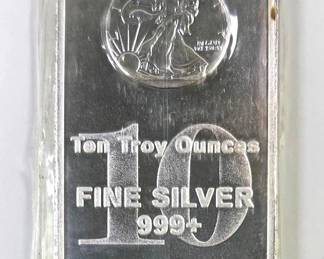 10
Ten Troy Ounces
FINE SILVER
999+